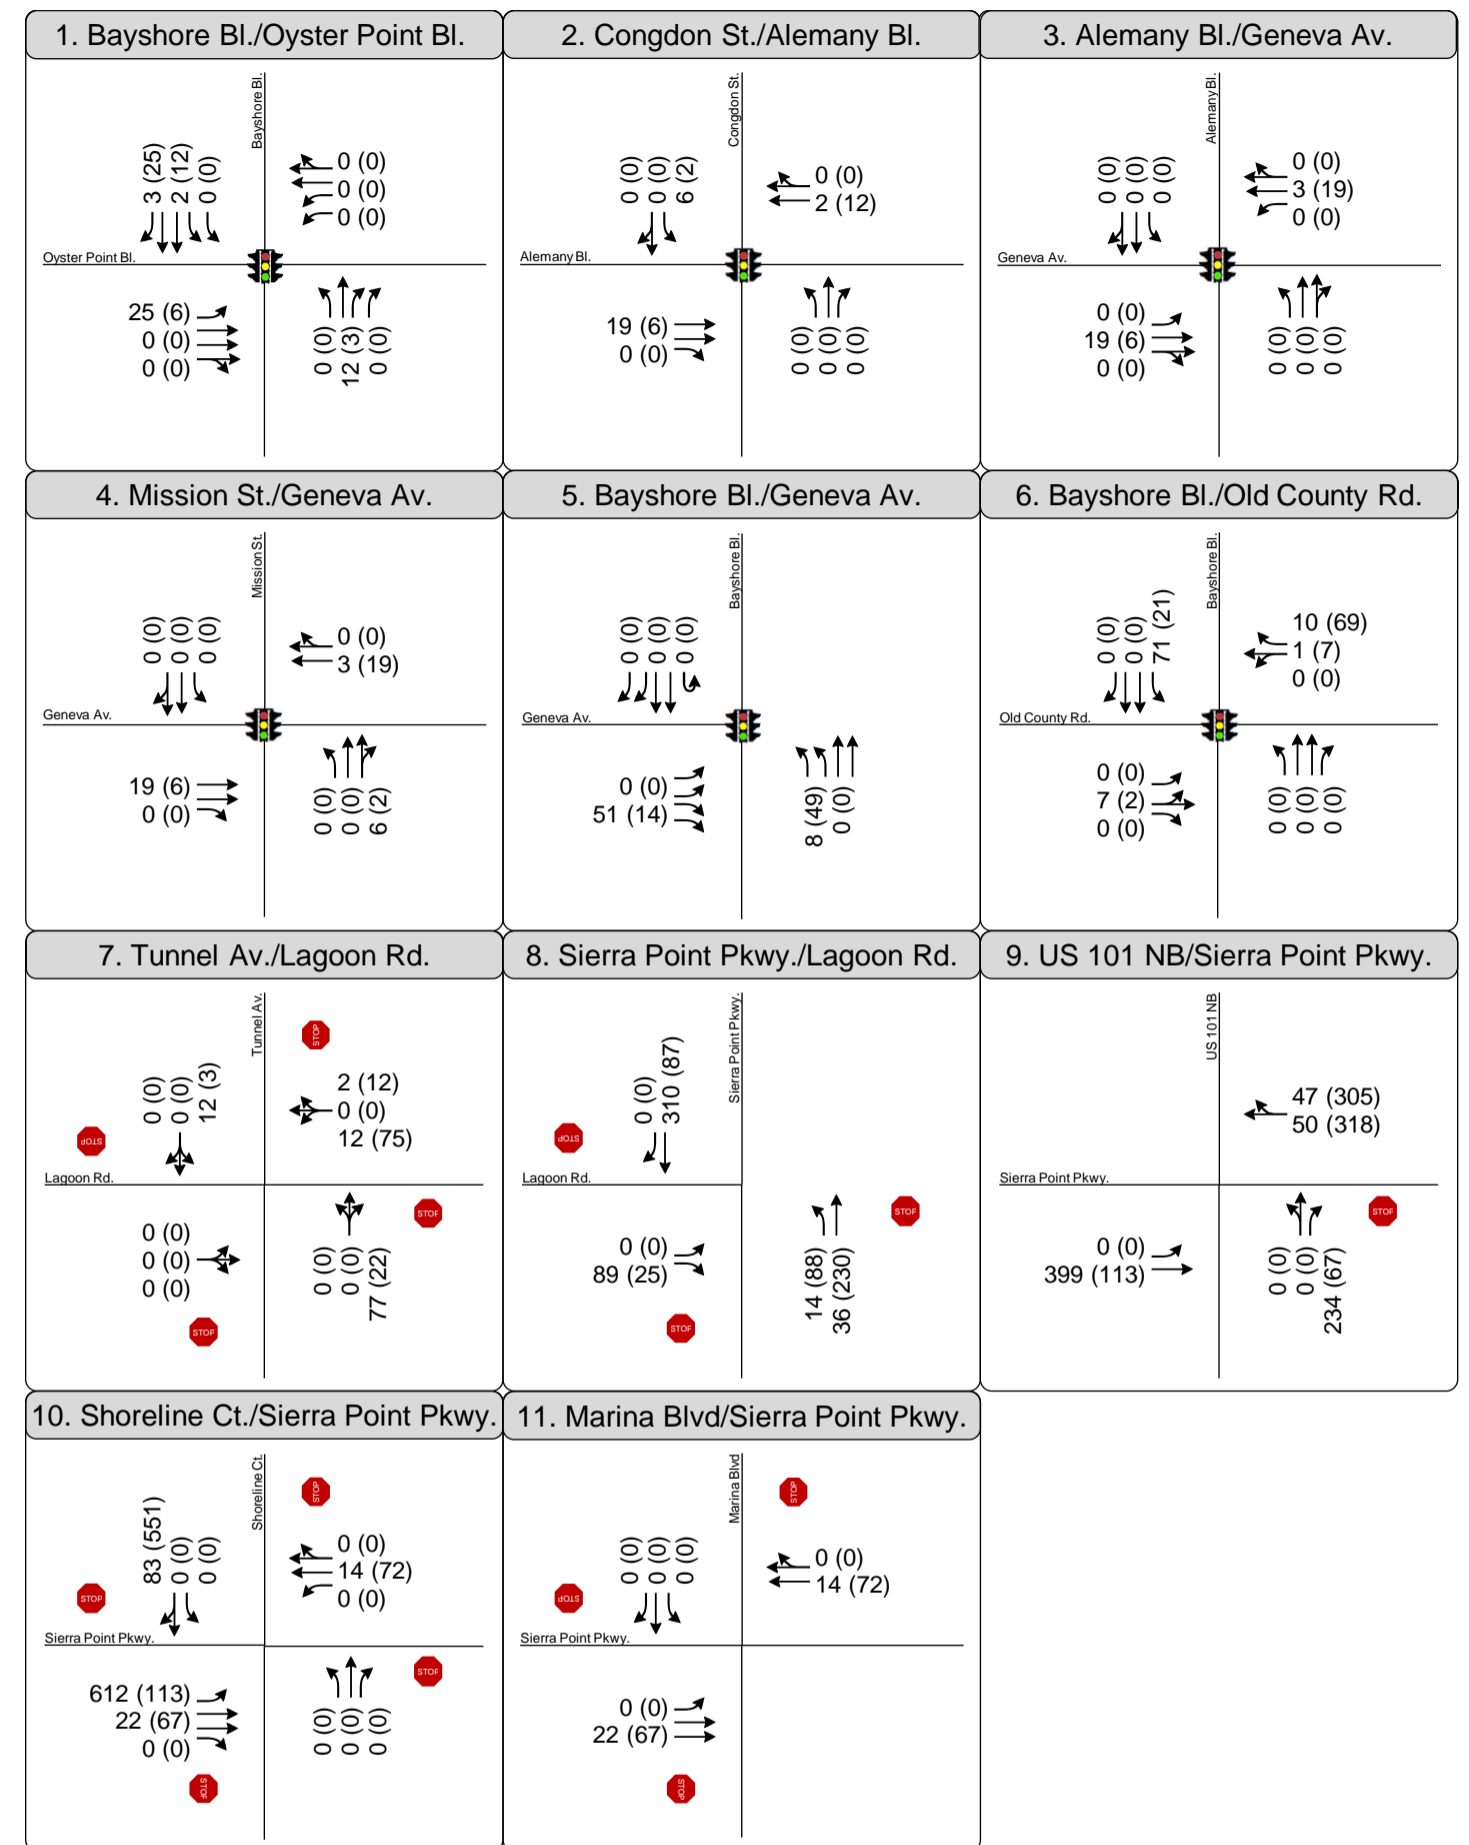 1. Bayshore Bl./Oyster Point Bl.
Bayshore Bl.
3 (25)
2 (12)
0 (0)
0 (0)
0 (0)
0 (0)
Oyster Point Bl.
25 (6)
0 (0)
0 (0)
0 (0)
12 (3)
0 (0)
2. Congdon St./Alemany Bl.
Congdon St.
0 (0)
0 (0)
6 (2)
0 (0)
2 (12)
Alemany Bl.
19 (6)
0 (0)
0 (0)
0 (0)
0 (0)
3. Alemany Bl./Geneva Av.
Alemany Bl.
0 (0)
0 (0)
0 (0)
0 (0)
3 (19)
0 (0)
Geneva Av.
0 (0)
19 (6)
0 (0)
0 (0)
0 (0)
0 (0)
4. Mission St./Geneva Av.
Mission St.
0 (0)
0 (0)
0 (0)
0 (0)
3 (19)
Geneva Av.
19 (6)
0 (0)
0 (0)
0 (0)
6 (2)
5. Bayshore Bl./Geneva Av.
Bayshore Bl.
0 (0)
0 (0)
0 (0)
Geneva Av.
0 (0)
51 (14)
8 (49)
0 (0)
6. Bayshore Bl./Old County Rd.
Bayshore Bl.
0 (0)
0 (0)
71 (21)
10 (69)
1 (7)
0 (0)
Old County Rd.
0 (0)
7 (2)
0 (0)
0 (0)
0 (0)
0 (0)
7. Tunnel Av./Lagoon Rd.
Tunnel Av.
STOP
0 (0)
0 (0)
12 (3)
2 (12)
0 (0)
12 (75)
STOP
Lagoon Rd.
STOP
0 (0)
0 (0)
0 (0)
0 (0)
0 (0)
77 (22)
STOP
8. Sierra Point Pkwy./Lagoon Rd.
Sierra Point Pkwy.
0 (0)
310 (87)
STOP
Lagoon Rd.
STOP
0 (0)
89 (25)
14 (88)
36 (230)
STOP
9. US 101 NB/Sierra Point Pkwy.
US 101 NB
47 (305)
50 (318)
Sierra Point Pkwy.
STOP
0 (0)
399 (113)
0 (0)
0 (0)
234 (67)
10. Shoreline Ct./Sierra Point Pkwy.
Shoreline Ct.
STOP
83 (551)
0 (0)
0 (0)
0 (0)
14 (72)
0 (0)
STOP
Sierra Point Pkwy.
STOP
612 (113)
22 (67)
0 (0)
0 (0)
0 (0)
0 (0)
STOP
11. Marina Blvd/Sierra Point Pkwy.
Marina Blvd
STOP
0 (0)
0 (0)
0 (0)
0 (0)
14 (72)
STOP
Sierra Point Pkwy.
0 (0)
22 (67)
STOP